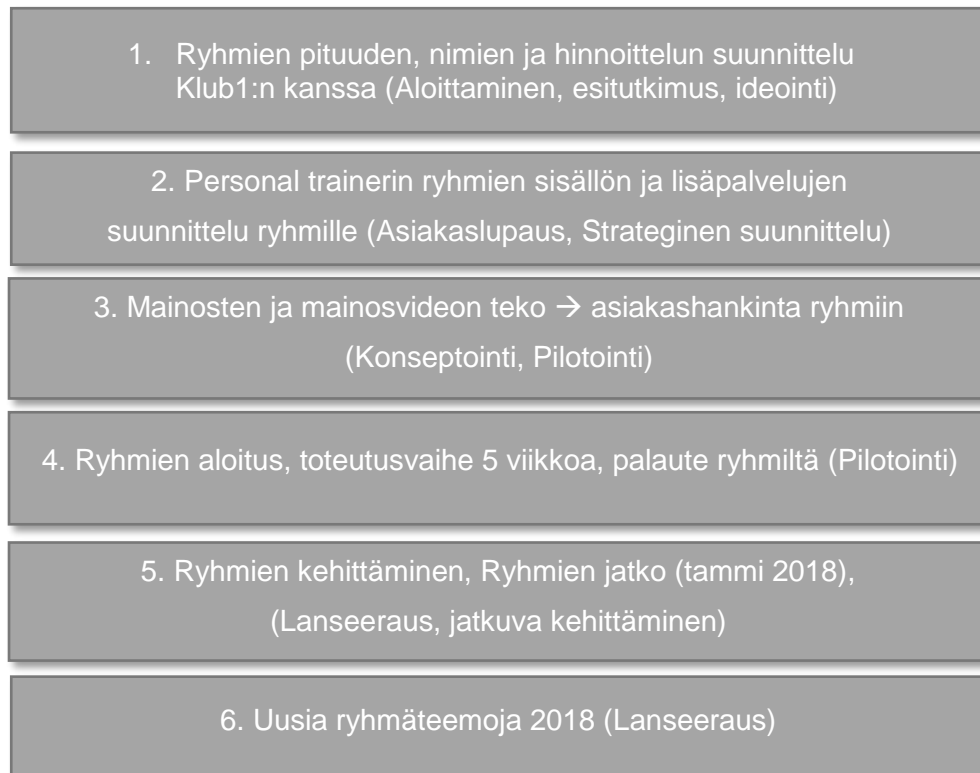 1. Ryhmien pituuden, nimien ja hinnoittelun suunnittelu
Klub1:n kanssa (Aloittaminen, esitutkimus, ideointi)
2. Personal trainerin ryhmien sisällön ja lisäpalvelujen
suunnittelu ryhmille (Asiakaslupaus, Strateginen suunnittelu)
3. Mainosten ja mainosvideon teko → asiakashankinta ryhmiin
(Konseptointi, Pilotointi)
4. Ryhmien aloitus, toteutusvaihe 5 viikkoa, palaute ryhmiltä (Pilotointi)
5. Ryhmien kehittäminen, Ryhmien jatko (tammi 2018),
(Lanseeraus, jatkuva kehittäminen)
6. Uusia ryhmäteemoja 2018 (Lanseeraus)